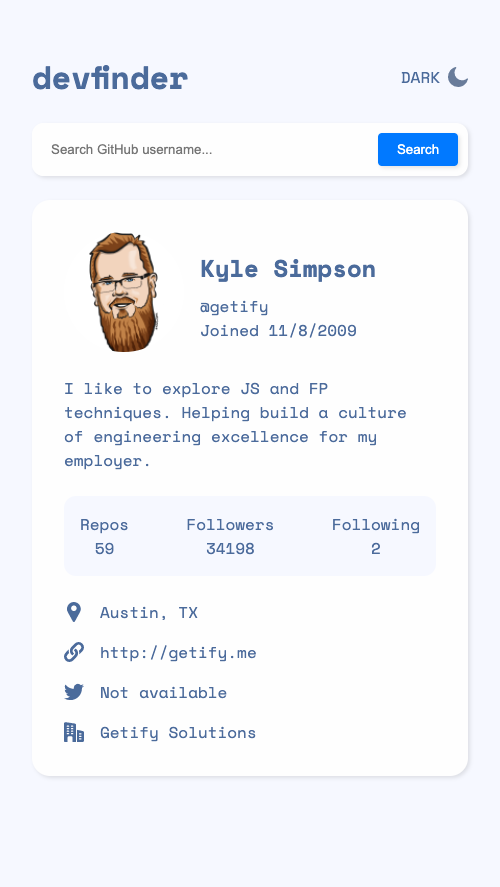 devfinder
DARK
Search GitHub username...
Search
Kyle Simpson
@getify
Joined 11/8/2009
I like to explore JS and FP
techniques. Helping build a culture
of engineering excellence for my
employer.
Repos Followers Following
59 34198 2
Austin, TX
http://getify.me
Not available
Getify Solutions